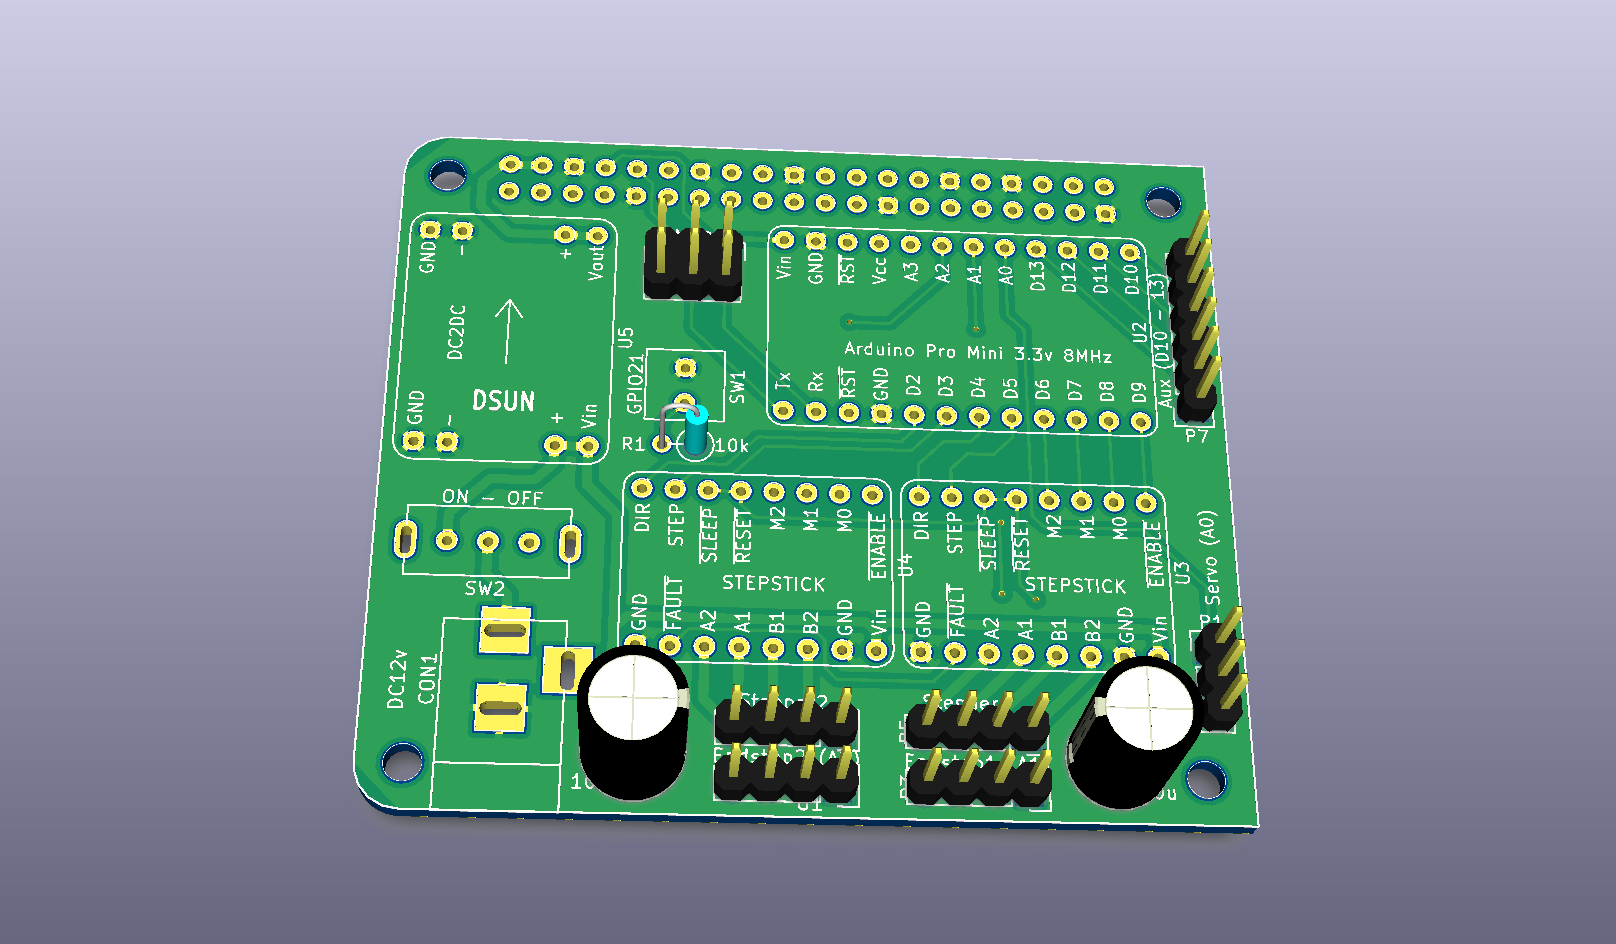 GND
-
+
Vout
DC2DC
U5
DSUN
GND
-
+
Vin
GPIO21
SW1
R1
10k
Vin
GND
RST
Vcc
A3
A2
A1
A0
D13
D12
D11
D10
U2
Arduino Pro Mini 3.3v 8MHz
Tx
Rx
RST
GND
D2
D3
D4
D5
D6
D7
D8
D9
Aux (D10 - 13)
P7
ON - OFF
SW2
DIR
STEP
SLEEP
RESET
M2
M1
M0
ENABLE
U4
STEPSTICK
GND
FAULT
A2
A1
B1
B2
GND
Vin
DIR
STEP
SLEEP
RESET
M2
M1
M0
ENABLE
U3
STEPSTICK
GND
FAULT
A2
A1
B1
B2
GND
Vin
Servo (A0)
DC12v
CON1